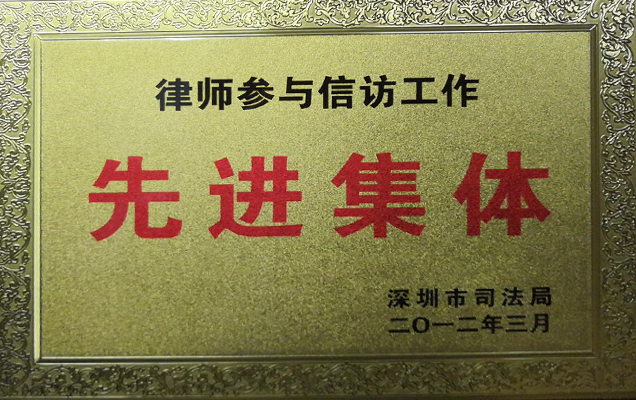 律师参与信访工作
先进集体
深圳市司法局
二〇一二年三月